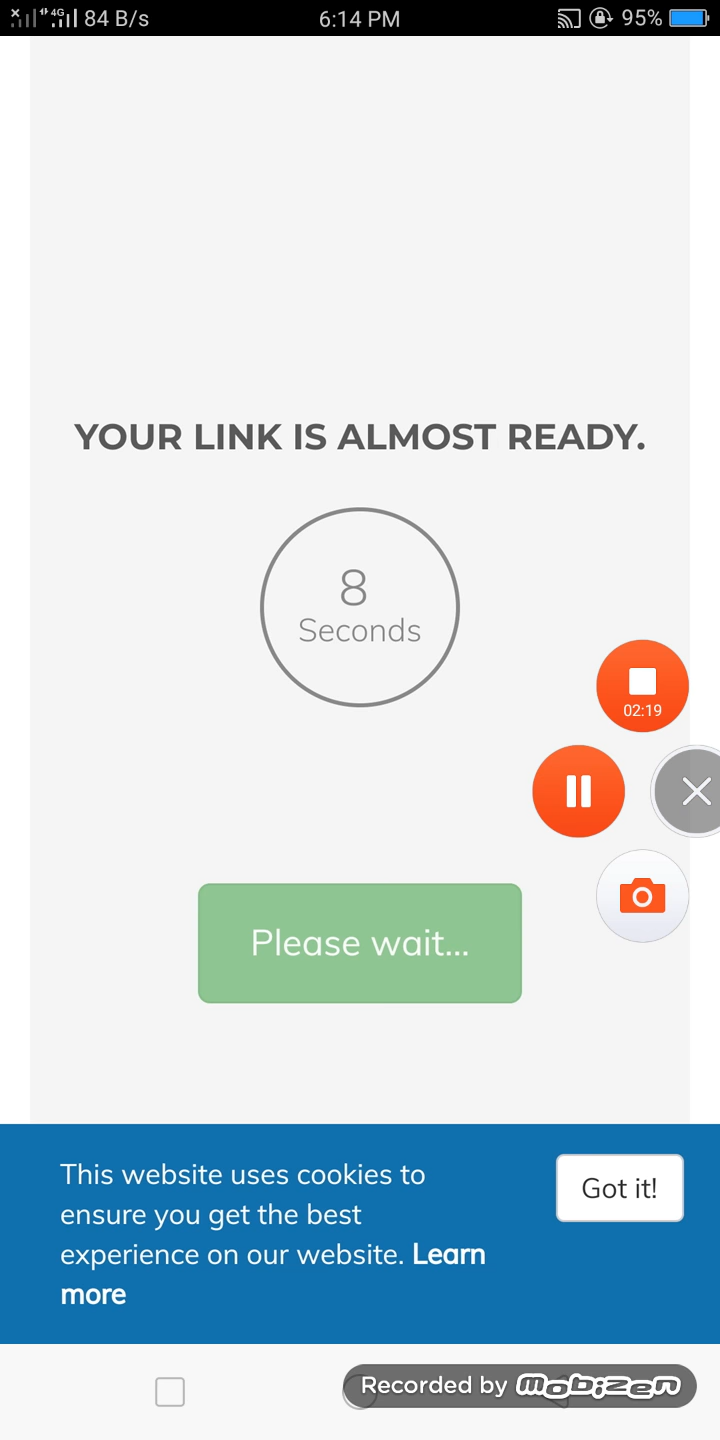 4G 84 B/s 6:14 PM 95%
YOUR LINK IS ALMOST READY.
8
Seconds
02:19
Please wait...
This website uses cookies to
ensure you get the best
experience on our website. Learn
more
Got it!
Recorded by mobizen